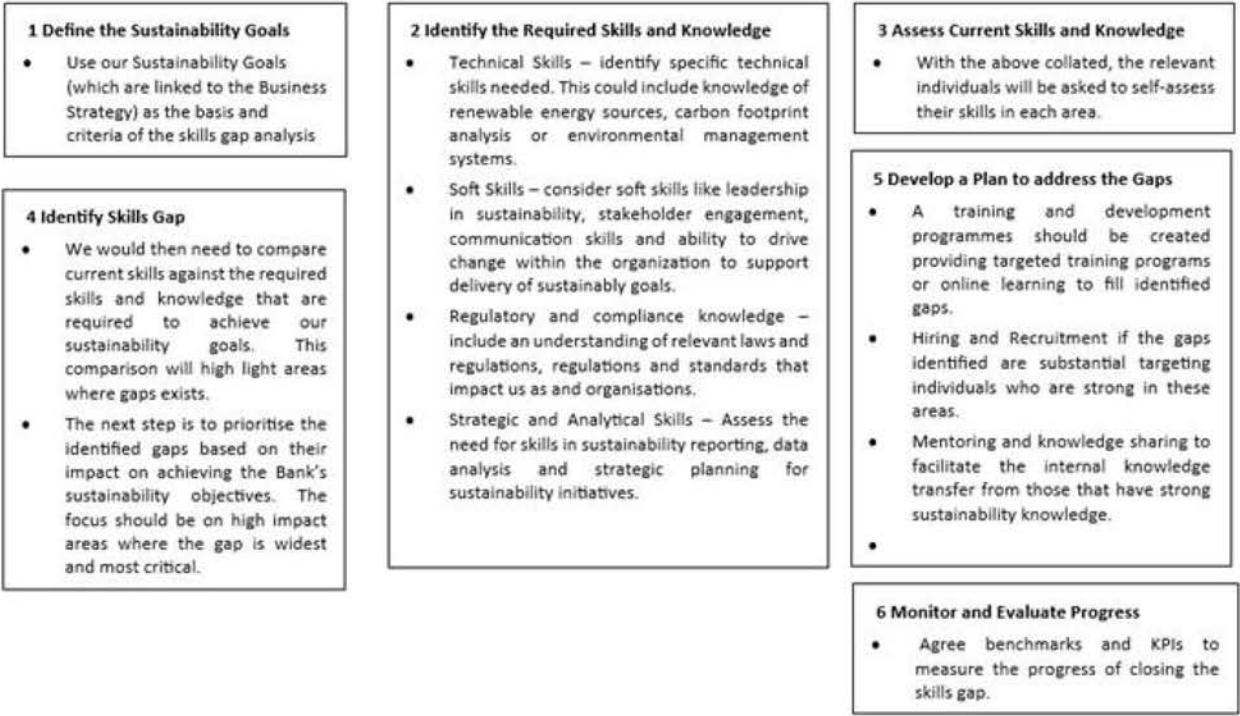 1 Define the Sustainability Goals
• Use our Sustainability Goals
(which are linked to the Business
Strategy) as the basis and
criteria of the skills gap analysis
2 Identify the Required Skills and Knowledge
• Technical Skills – identify specific technical
skills needed. This could include knowledge of
renewable energy sources, carbon footprint
analysis or environmental management
systems.
• Soft Skills – consider soft skills like leadership
in sustainability, stakeholder engagement,
communication skills and ability to drive
change within the organization to support
delivery of sustainably goals.
• Regulatory and compliance knowledge –
include an understanding of relevant laws and
regulations, regulations and standards that
impact us as and organisations.
• Strategic and Analytical Skills – Assess the
need for skills in sustainability reporting, data
analysis and strategic planning for
sustainability initiatives.
3 Assess Current Skills and Knowledge
• With the above collated, the relevant
individuals will be asked to self-assess
their skills in each area.
4 Identify Skills Gap
• We would then need to compare
current skills against the required
skills and knowledge that are
required to achieve our
sustainability goals. This
comparison will high light areas
where gaps exists.
• The next step is to prioritise the
identified gaps based on their
impact on achieving the Bank's
sustainability objectives. The
focus should be on high impact
areas where the gap is widest
and most critical.
5 Develop a Plan to address the Gaps
• A training and development
programmes should be created
providing targeted training programs
or online learning to fill identified
gaps.
• Hiring and Recruitment if the gaps
identified are substantial targeting
individuals who are strong in these
areas.
• Mentoring and knowledge sharing to
facilitate the internal knowledge
transfer from those that have strong
sustainability knowledge.
•
6 Monitor and Evaluate Progress
• Agree benchmarks and KPIs to
measure the progress of closing the
skills gap.